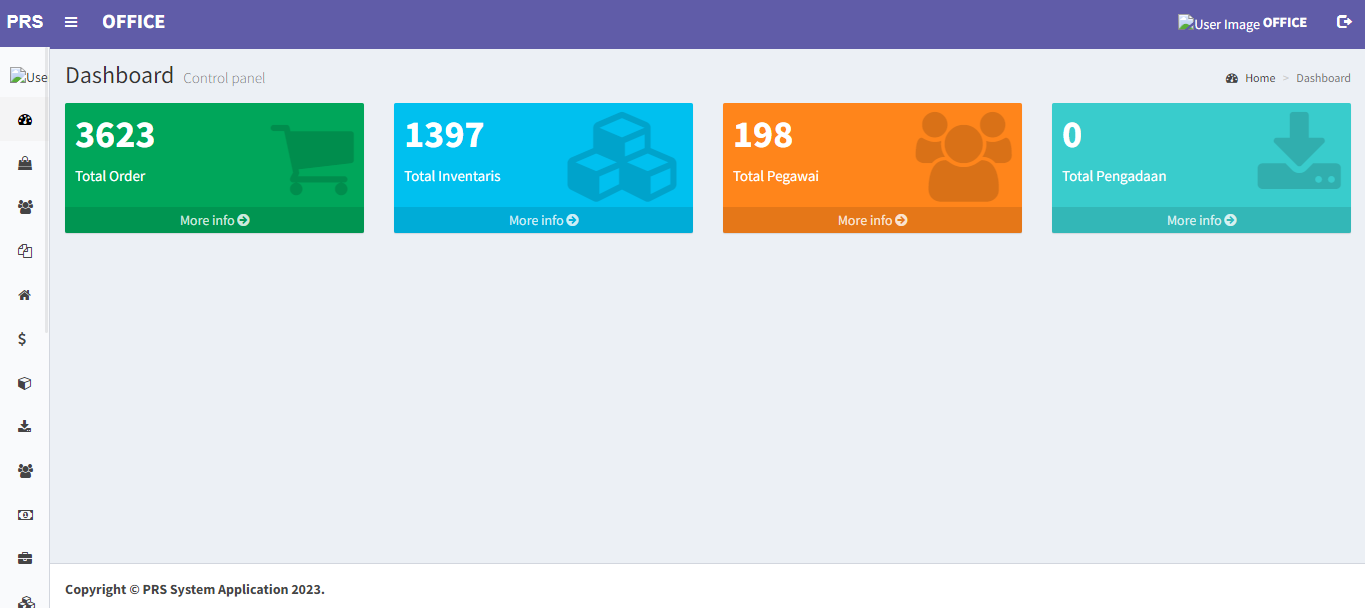 PRS OFFICE User Image OFFICE
Use
Dashboard Control panel Home > Dashboard
3623
Total Order
More info
1397
Total Inventaris
More info
198
Total Pegawai
More info
0
Total Pengadaan
More info
Copyright © PRS System Application 2023.